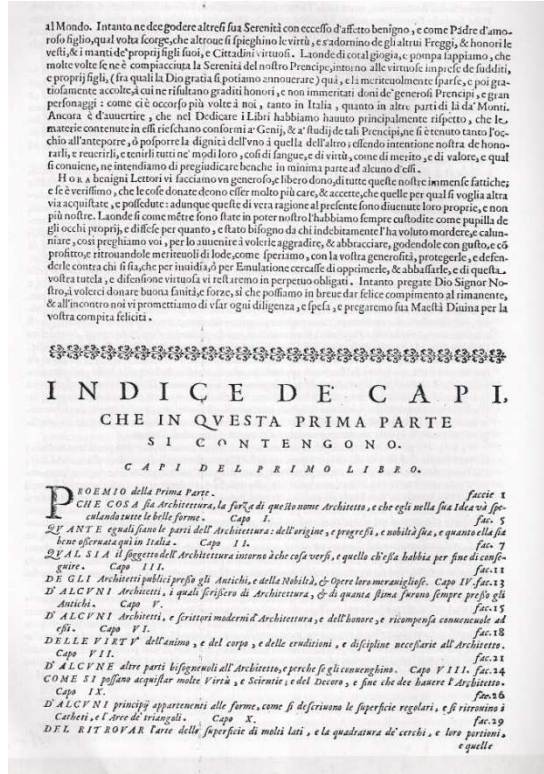 al Mondo. Intanto ne dee godere altresì sua Serenità con eccesso d'affetto benigno, e come Padre d'amo-
roso figlio, qual volta scorge, che altroue si spieghino le virtù, e s'adornino de gli altrui Freggi, & honori le
vesti, & i manti de' proprij figli suoi, e Cittadini virtuosi. Laonde di cotal gioia, e pompa sappiamo, che
molte volte se ne è compiacciuta la Serenità del nostro Prencipe, intorno alle virtuose imprese de sudditi,
e proprij figli, (fra quali la Dio gratia si potiamo annouerare) quà, e là meriteuolmente sparse, e poi gra-
tiosamente accolte, à cui ne risultano graditi honori, e non immeritati doni de' generosi Prencipi, e gran
personaggi: come ciè occorso più volte à noi, tanto in Italia, quanto in altre parti di là da' Monti.
Ancora è d'auuertire, che nel Dedicare i Libri habbiamo hauuto principalmente rispetto, che le
materie contenute in essi rieschano conformi a' Genij, & a' studij de tali Prencipi, ne si è tenuto tanto l'oc-
chio all'anteporre, ò posporre la dignità dell'vno à quella dell'altro; essendo intentione nostra de hono-
rarli, e reuerirli, e tenirli tutti ne' modi loro, così di sangue, e di virtù, come di merito, e di valore, e qual
si conuiene, ne intendiamo di pregiudicare benche in minima parte ad alcuno d'essi.
HORA benigni Lettori vi facciamo vn generoso, e libero dono, di tutte queste nostre immense fattiche;
e se è verissimo, che le cose donate deono esser molto più care, & accette, che quelle per qual si voglia altra
via acquistate, e possedute: adunque queste di vera ragione al presente sono diuenute loro proprie, e non
più nostre. Laonde si come mẽtre sono state in poter nostro l'habbiamo sempre custodite come pupilla de
gli occhi proprij, e diffese per quanto, è stato bisogno da chi indebitamente l'ha voluto mordere, e calun-
niare, così preghiamo voi, per lo auuenire à volerle aggradire, & abbracciare, godendole con gusto, e cõ
profitto, e ritrouandole meriteuoli di lode, come speriamo, con la vostra generosità, protegerle, e defen-
derle contra chi si sia, che per inuidia, ò per Emulatione cercasse di opprimerle, & abbassarle, e di questa
vostra tutela, e difensione virtuosa vi restaremo in perpetuo obligati. Intanto pregate Dio Signor No-
stro, à volerci donare buona sanità, e forze, sì che possiamo in breue dar felice compimento al rimanente,
& all'incontro noi vi promettiamo di vsar ogni diligenza, e spesa, e pregaremo sua Maestà Diuina per la
vostra compita felicità.
INDICE DE CAPI,
CHE IN QVESTA PRIMA PARTE
SI CONTENGONO.
CAPI DEL PRIMO LIBRO.
PROEMIO della Prima Parte. faccie 1
CHE COSA sia Architettura, la forza di questo nome Architetto, e che egli nella sua Idea và spe-
culando tutte le belle forme. Capo I. fac. 5
QVANTE e quali siano le parti dell'Architettura: dell'origine, e progressi, e nobiltà sua, e quanto ella sia
bene osseruata quì in Italia. Capo II. fac. 7
QVAL SIA il soggetto dell'Architettura intorno à che cosa versi, e quello ch'essa habbia per fine di conse-
guire. Capo III. fac. 11
DE GLI Architetti publici presso gli Antichi, e della Nobiltà, & Opere loro merauigliose. Capo IV. fac. 13
D'ALCVNI Architetti, i quali scrissero di Architettura, & di quanta stima furono sempre presso gli
Antichi. Capo V. fac. 15
D'ALCVNI Architetti, e scrittori moderni d'Architettura, e dell'honore, e ricompensa conueneuole ad
essi. Capo VI. fac. 18
DELLE VIRTV' dell'animo, e del corpo, e delle eruditioni, e discipline necessarie all'Architetto.
Capo VII. fac. 21
D'ALCVNE altre parti bisogneuoli all'Architetto, e perche se gli conuenghino. Capo VIII. fac. 24
COME SI possano acquistar molte Virtù, e Scientie; e del Decoro, e fine che dee hauere l'Architetto.
Capo IX. fac. 26
D'ALCVNI principij appartenenti alle forme, come si descriuono le superficie regolari, e si ritrouino i
Catheti, e l'Aree de' triangoli. Capo X. fac. 29
DEL RITROVAR l'arte delle superficie di molti lati, e la quadratura de' cerchi, e loro portioni,
e quelle